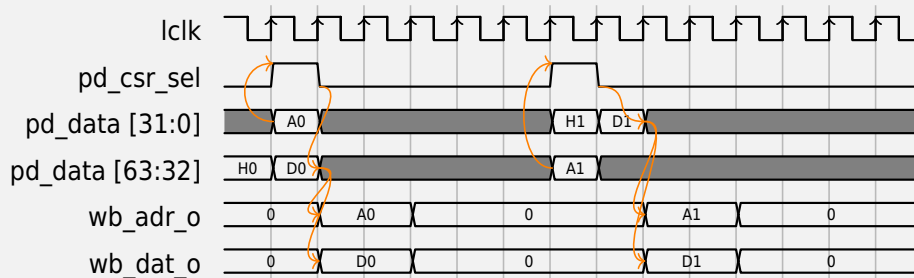 lclk
pd_csr_sel
pd_data [31:0] A0 H1 D1
pd_data [63:32] H0 D0 A1
wb_adr_o 0 A0 0 A1 0
wb_dat_o 0 D0 0 D1 0